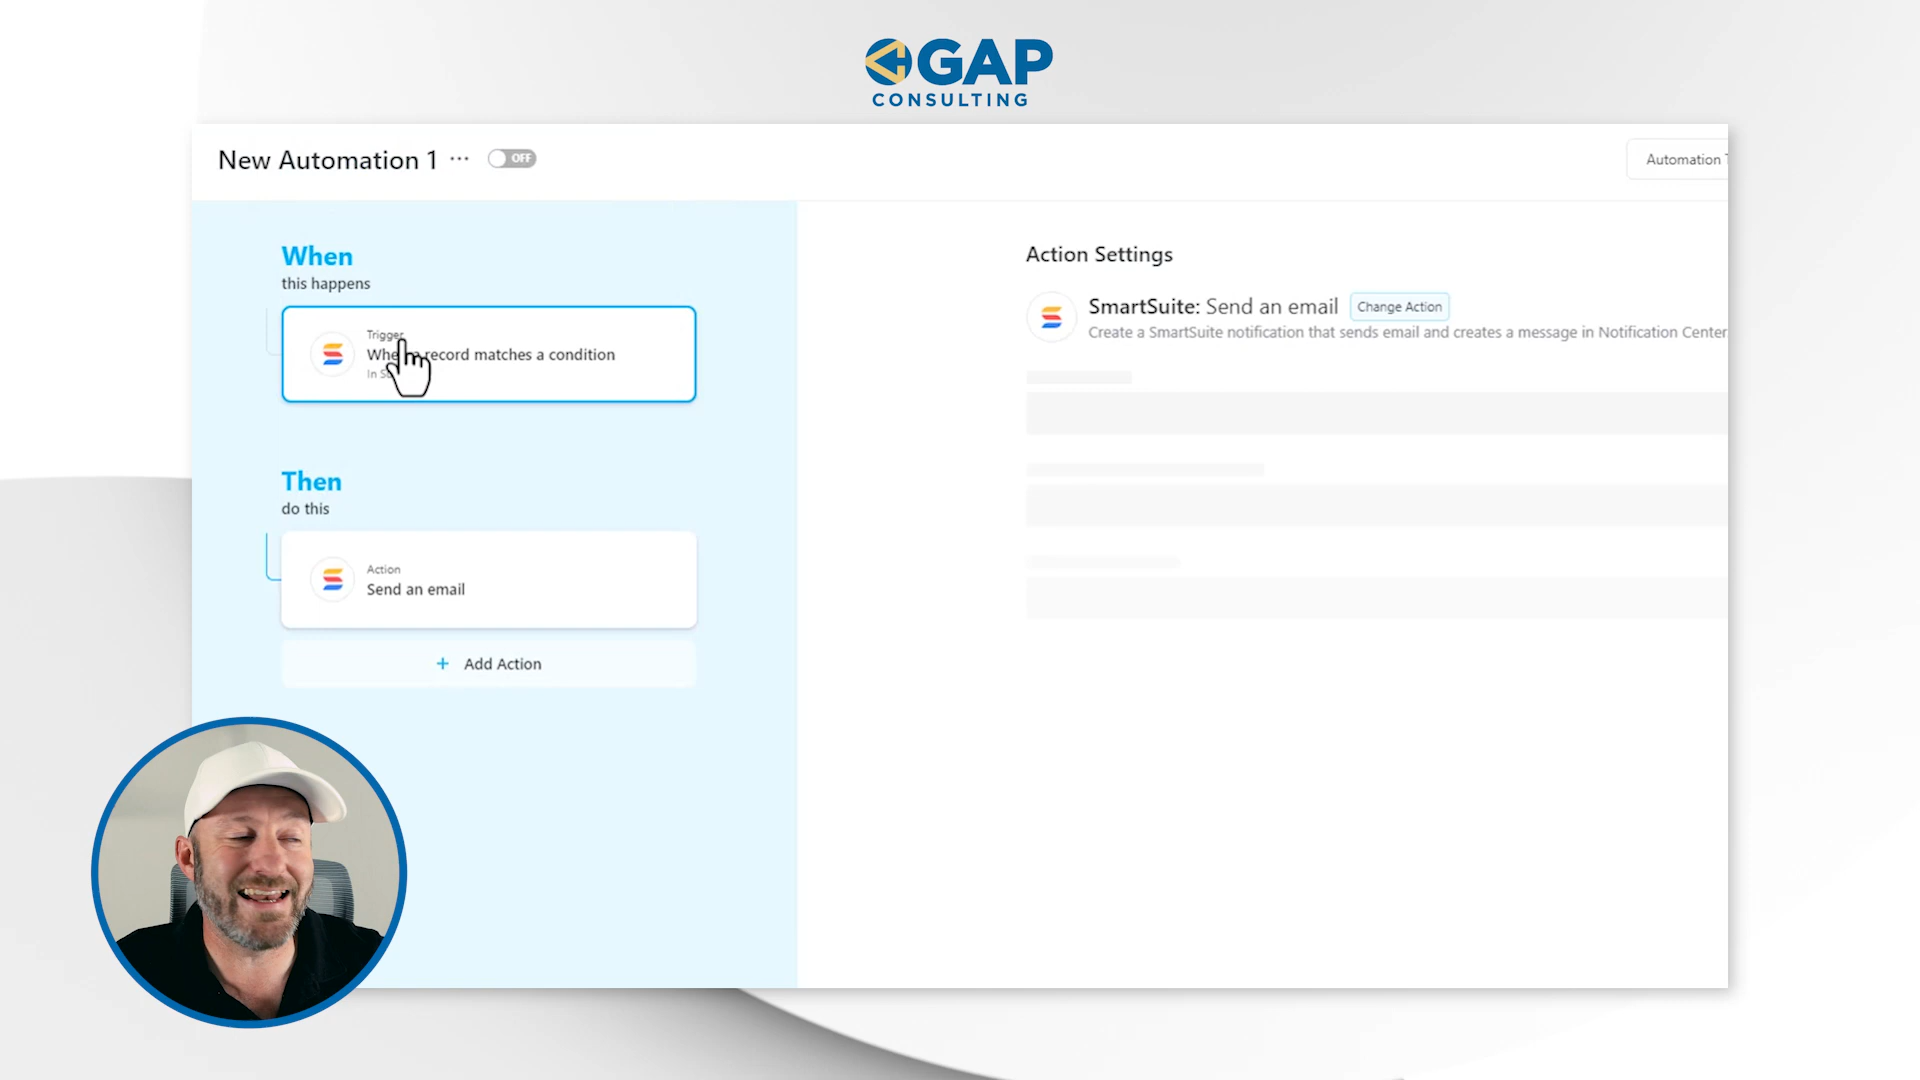 GAP
CONSULTING
New Automation 1 ...
OFF
Automation
When
this happens
Trigger
record matches a condition
In
Then
do this
Action
Send an email
+ Add Action
Action Settings
SmartSuite: Send an email
Change Action
Create a SmartSuite notification that sends email and creates a message in Notification Center